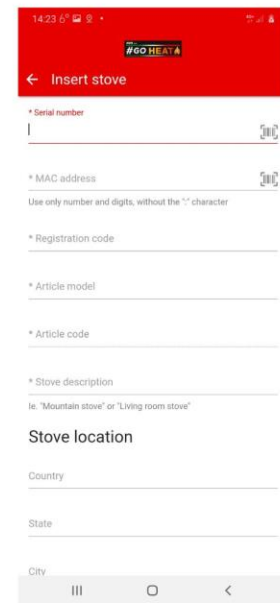 14:23 6°
#GO HEAT
Insert stove
* Serial number
* MAC address
Use only number and digits, without the ":" character
* Registration code
* Article model
* Article code
* Stove description
Ie. "Mountain stove" or "Living room stove"
Stove location
Country
State
City